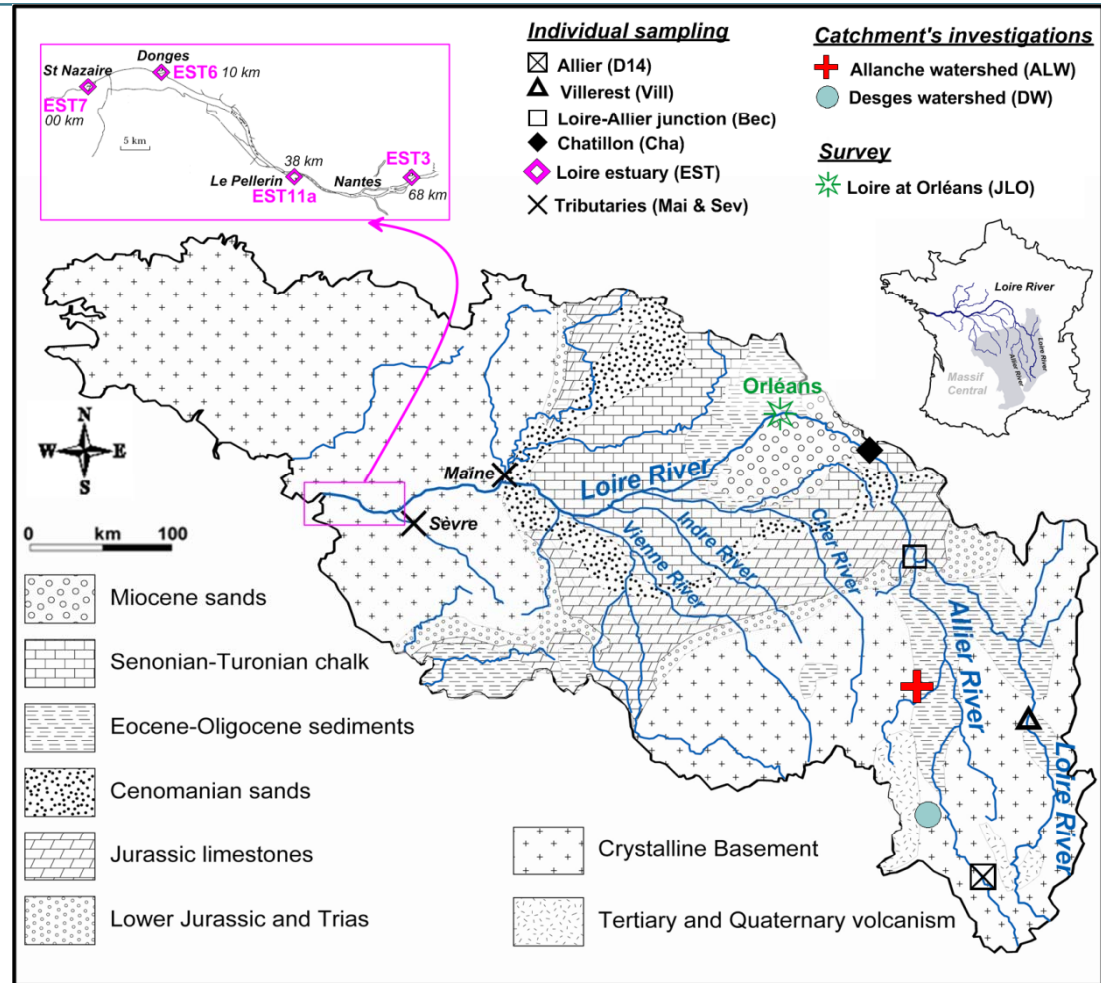 Individual sampling
Allier (D14)
Villerest (Vill)
Loire-Allier junction (Bec)
Chatillon (Cha)
Loire estuary (EST)
Tributaries (Mai & Sev)
Catchment's investigations
Allanche watershed (ALW)
Desges watershed (DW)
Survey
Loire at Orléans (JLO)
Donges
St Nazaire
EST6
10 km
EST7
00 km
5 km
38 km
EST3
Le Pellerin
Nantes
EST11a
68 km
Loire River
Massif
Central
Allier River
Loire River
Orléans
N
W
E
S
Maine
Loire River
Sèvre
Vienne River
Indre River
Cher River
Allier River
Loire River
0 km 100
Miocene sands
Senonian-Turonian chalk
Eocene-Oligocene sediments
Cenomanian sands
Jurassic limestones
Lower Jurassic and Trias
Crystalline Basement
Tertiary and Quaternary volcanism